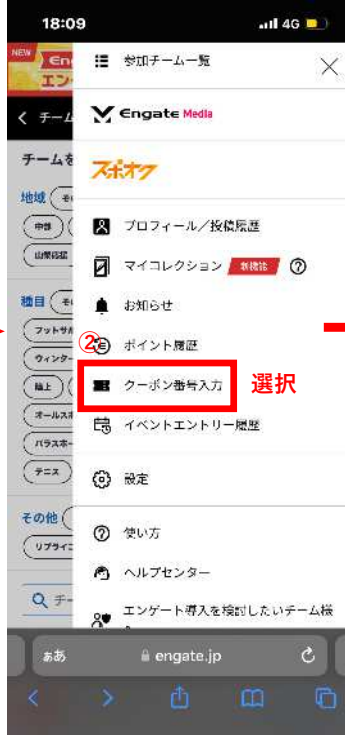 18:09
4G
NEW
En
エン
参加チーム一覧
チーム
Engate Media
チームを
スポオク
地域
中部
プロフィール／投稿履歴
マイコレクション 新機能
種目
お知らせ
フットサ
②
ポイント履歴
ウィンター
クーポン番号入力
選択
陸上
オールス
イベントエントリー履歴
パラスポー
テニス
設定
その他
使い方
ヘルプセンター
チー
エンゲート導入を検討したいチーム様
ぁあ
engate.jp